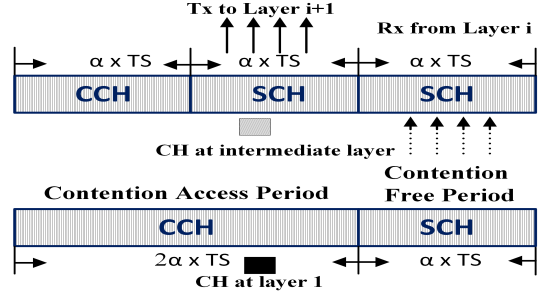 Tx to Layer i+1
Rx from Layer i
α x TS α x TS α x TS
CCH SCH SCH
CH at intermediate layer
Contention
Free Period
Contention Access Period
CCH SCH
2α x TS α x TS
CH at layer 1